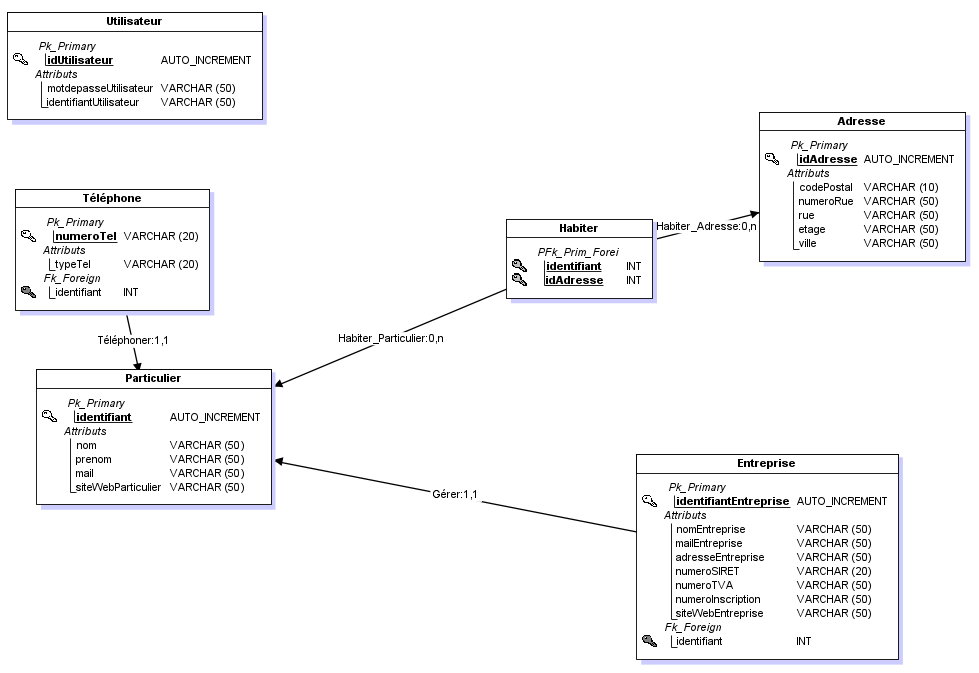 Utilisateur
Pk_Primary
idUtilisateur AUTO_INCREMENT
Attributs
motdepasseUtilisateur VARCHAR (50)
identifiantUtilisateur VARCHAR (50)
Adresse
Pk_Primary
idAdresse AUTO_INCREMENT
Attributs
codePostal VARCHAR (10)
numeroRue VARCHAR (50)
rue VARCHAR (50)
etage VARCHAR (50)
ville VARCHAR (50)
Téléphone
Pk_Primary
numeroTel VARCHAR (20)
Attributs
typeTel VARCHAR (20)
Fk_Foreign
identifiant INT
Habiter
PFk_Prim_Forei
identifiant INT
idAdresse INT
Habiter_Adresse:0,n
Téléphoner:1,1
Habiter_Particulier:0,n
Particulier
Pk_Primary
identifiant AUTO_INCREMENT
Attributs
nom VARCHAR (50)
prenom VARCHAR (50)
mail VARCHAR (50)
siteWebParticulier VARCHAR (50)
Gérer:1,1
Entreprise
Pk_Primary
identifiantEntreprise AUTO_INCREMENT
Attributs
nomEntreprise VARCHAR (50)
mailEntreprise VARCHAR (50)
adresseEntreprise VARCHAR (50)
numeroSIRET VARCHAR (20)
numeroTVA VARCHAR (50)
numeroInscription VARCHAR (50)
siteWebEntreprise VARCHAR (50)
Fk_Foreign
identifiant INT